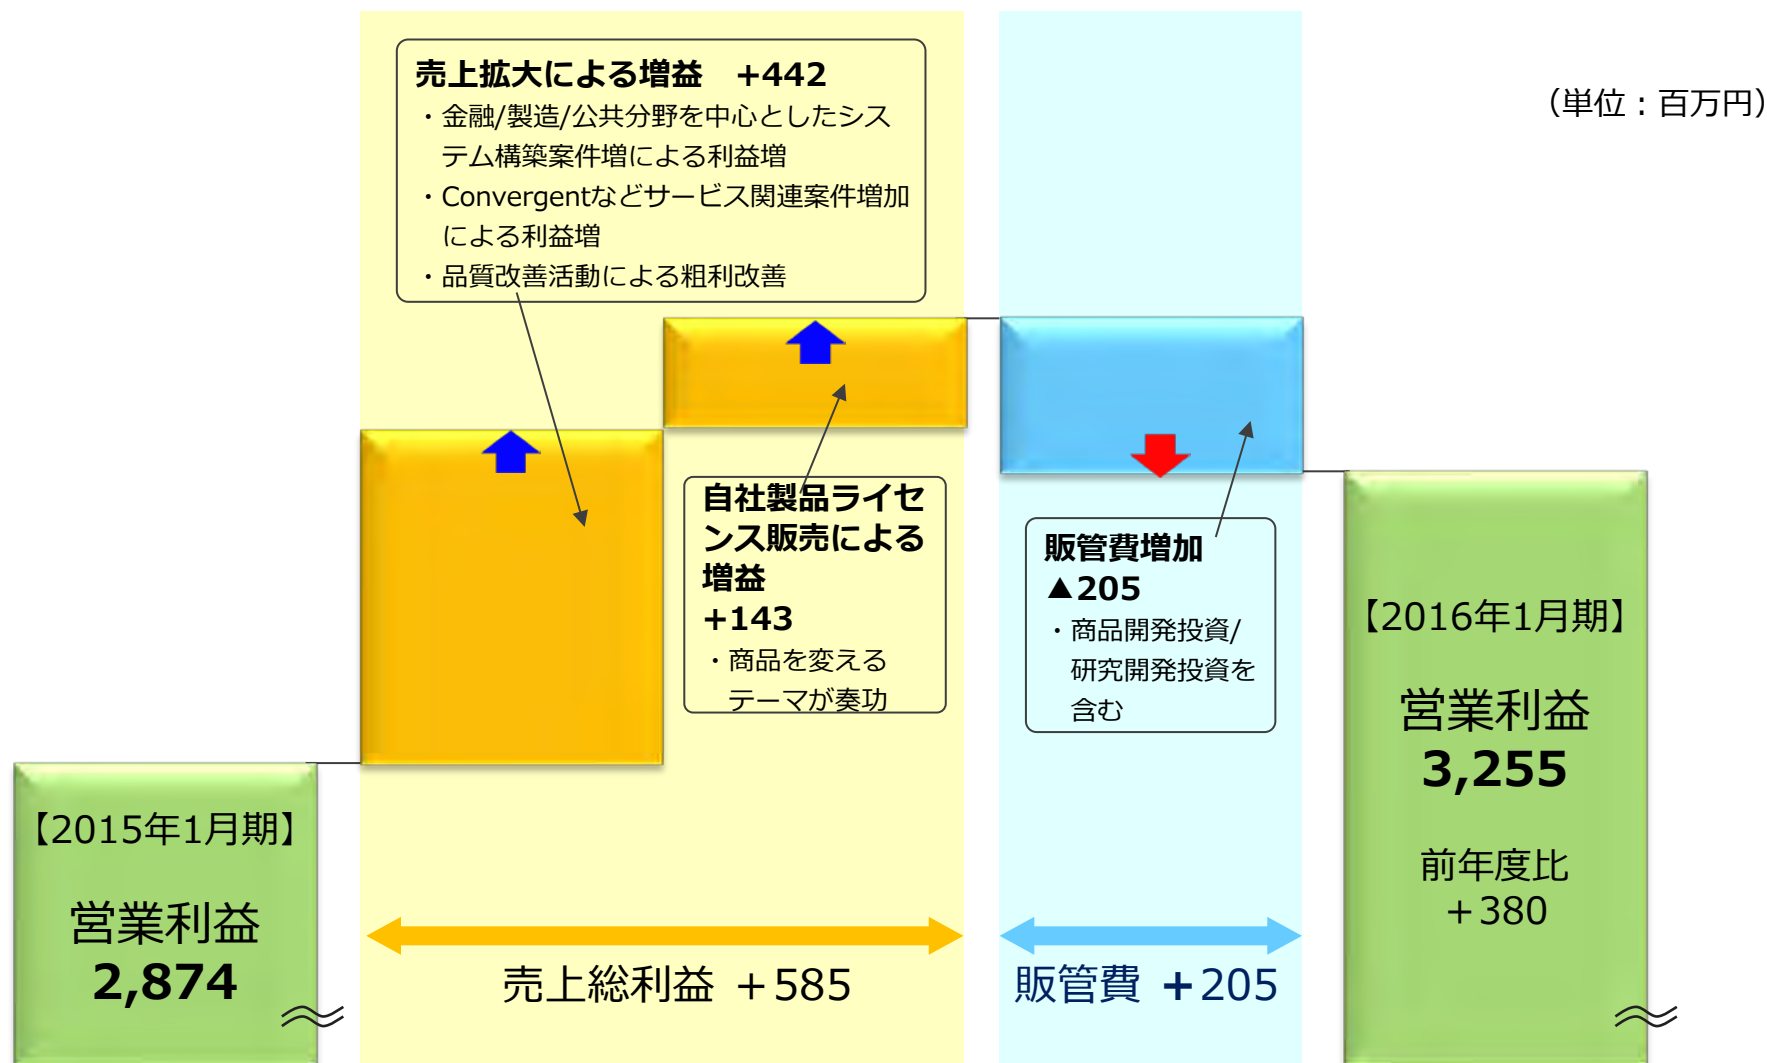 売上拡大による増益　+442
・金融/製造/公共分野を中心としたシス
テム構築案件増による利益増
・Convergentなどサービス関連案件増加
による利益増
・品質改善活動による粗利改善
（単位：百万円）
自社製品ライセ
ンス販売による
増益
+143
・商品を変える
テーマが奏功
販管費増加
▲205
・商品開発投資/
研究開発投資を
含む
【2015年1月期】
営業利益
2,874
売上総利益 ＋585
販管費 +205
【2016年1月期】
営業利益
3,255
前年度比
＋380